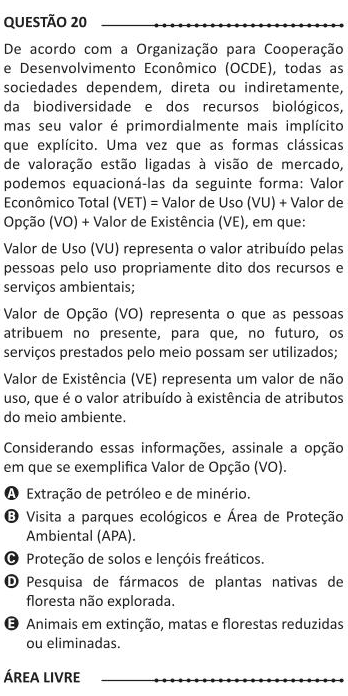 QUESTÃO 20
De acordo com a Organização para Cooperação
e Desenvolvimento Econômico (OCDE), todas as
sociedades dependem, direta ou indiretamente,
da biodiversidade e dos recursos biológicos,
mas seu valor é primordialmente mais implícito
que explícito. Uma vez que as formas clássicas
de valoração estão ligadas à visão de mercado,
podemos equacioná-las da seguinte forma: Valor
Econômico Total (VET) = Valor de Uso (VU) + Valor de
Opção (VO) + Valor de Existência (VE), em que:
Valor de Uso (VU) representa o valor atribuído pelas
pessoas pelo uso propriamente dito dos recursos e
serviços ambientais;
Valor de Opção (VO) representa o que as pessoas
atribuem no presente, para que, no futuro, os
serviços prestados pelo meio possam ser utilizados;
Valor de Existência (VE) representa um valor de não
uso, que é o valor atribuído à existência de atributos
do meio ambiente.
Considerando essas informações, assinale a opção
em que se exemplifica Valor de Opção (VO).
A Extração de petróleo e de minério.
B Visita a parques ecológicos e Área de Proteção
Ambiental (APA).
C Proteção de solos e lençóis freáticos.
D Pesquisa de fármacos de plantas nativas de
floresta não explorada.
E Animais em extinção, matas e florestas reduzidas
ou eliminadas.
ÁREA LIVRE